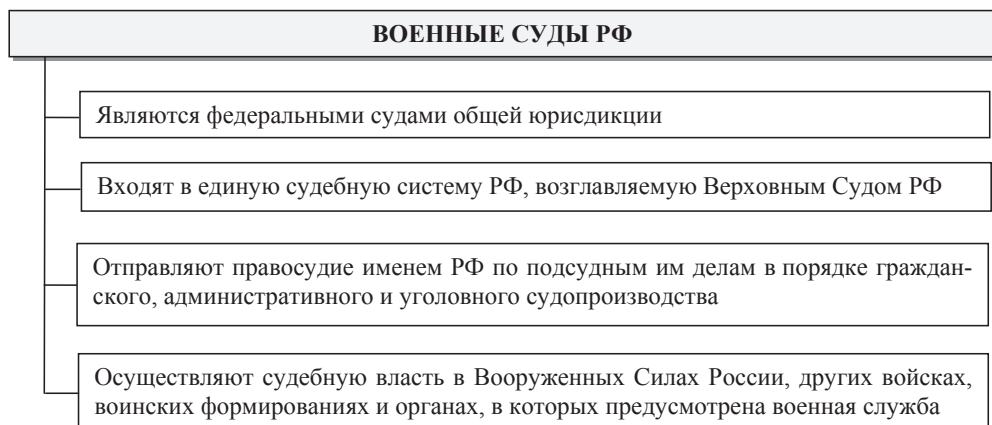 ВОЕННЫЕ СУДЫ РФ
Являются федеральными судами общей юрисдикции
Входят в единую судебную систему РФ, возглавляемую Верховным Судом РФ
Отправляют правосудие именем РФ по подсудным им делам в порядке граждан-
ского, административного и уголовного судопроизводства
Осуществляют судебную власть в Вооруженных Силах России, других войсках,
воинских формированиях и органах, в которых предусмотрена военная служба